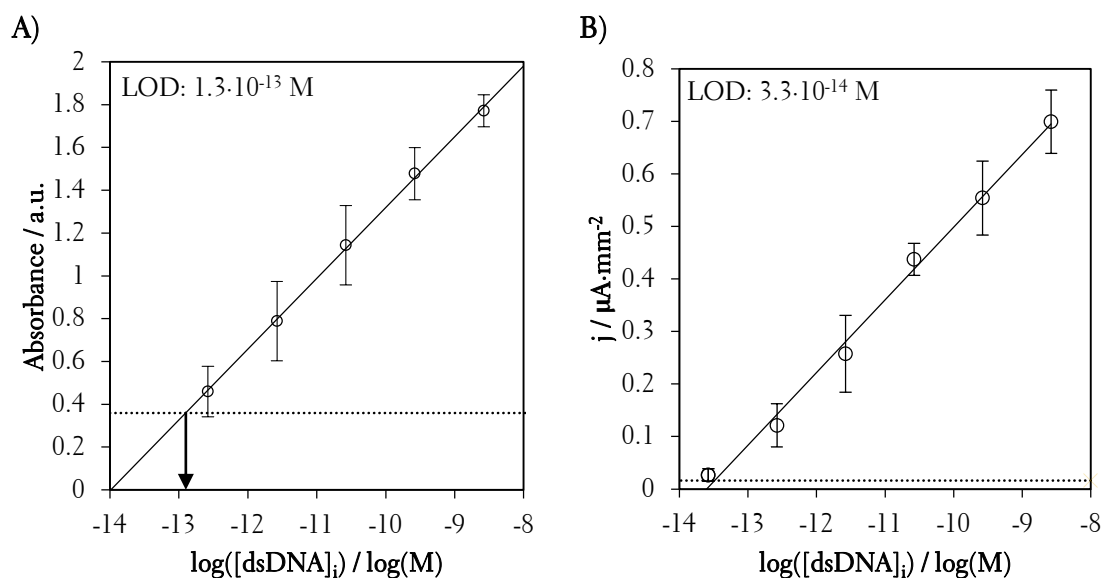 A)
LOD: 1.3·10-13 M
Absorbance / a.u.
2
1.8
1.6
1.4
1.2
1
0.8
0.6
0.4
0.2
0
-14 -13 -12 -11 -10 -9 -8
log([dsDNA]i) / log(M)
B)
LOD: 3.3·10-14 M
j / µA·mm-2
0.8
0.7
0.6
0.5
0.4
0.3
0.2
0.1
0
-14 -13 -12 -11 -10 -9 -8
log([dsDNA]i) / log(M)